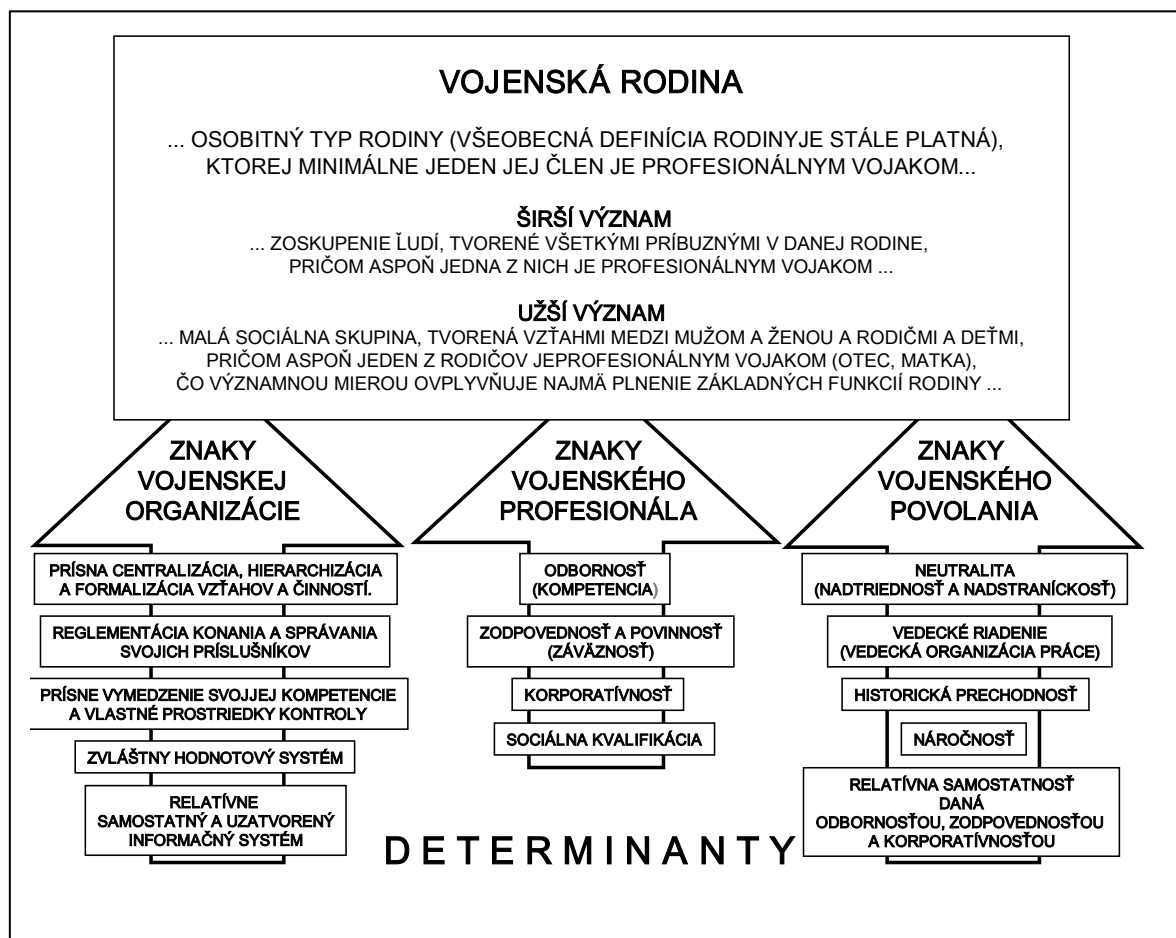 VOJENSKÁ RODINA
... OSOBITNÝ TYP RODINY (VŠEOBECNÁ DEFINÍCIA RODINYJE STÁLE PLATNÁ),
KTOREJ MINIMÁLNE JEDEN JEJ ČLEN JE PROFESIONÁLNYM VOJAKOM...
ŠIRŠÍ VÝZNAM
... ZOSKUPENIE ĽUDÍ, TVORENÉ VŠETKÝMI PRÍBUZNÝMI V DANEJ RODINE,
PRIČOM ASPOŇ JEDNA Z NICH JE PROFESIONÁLNYM VOJAKOM ...
UŽŠÍ VÝZNAM
... MALÁ SOCIÁLNA SKUPINA, TVORENÁ VZŤAHMI MEDZI MUŽOM A ŽENOU A RODIČMI A DEŤMI,
PRIČOM ASPOŇ JEDEN Z RODIČOV JEPROFESIONÁLNYM VOJAKOM (OTEC, MATKA),
ČO VÝZNAMNOU MIEROU OVPLYVŇUJE NAJMÄ PLNENIE ZÁKLADNÝCH FUNKCIÍ RODINY ...
ZNAKY
VOJENSKEJ
ORGANIZÁCIE
PRÍSNA CENTRALIZÁCIA, HIERARCHIZÁCIA
A FORMALIZÁCIA VZŤAHOV A ČINNOSTÍ.
REGLEMENTÁCIA KONANIA A SPRÁVANIA
SVOJICH PRÍSLUŠNÍKOV
PRÍSNE VYMEDZENIE SVOJJEJ KOMPETENCIE
A VLASTNÉ PROSTRIEDKY KONTROLY
ZVLÁŠTNY HODNOTOVÝ SYSTÉM
RELATÍVNE
SAMOSTATNÝ A UZATVORENÝ
INFORMAČNÝ SYSTÉM
ZNAKY
VOJENSKÉHO
PROFESIONÁLA
ODBORNOSŤ
(KOMPETENCIA)
ZODPOVEDNOSŤ A POVINNOSŤ
(ZÁVÄZNOSŤ)
KORPORATÍVNOSŤ
SOCIÁLNA KVALIFIKÁCIA
ZNAKY
VOJENSKÉHO
POVOLANIA
NEUTRALITA
(NADTRIEDNOSŤ A NADSTRANÍCKOSŤ)
VEDECKÉ RIADENIE
(VEDECKÁ ORGANIZÁCIA PRÁCE)
HISTORICKÁ PRECHODNOSŤ
NÁROČNOSŤ
RELATÍVNA SAMOSTATNOSŤ
DANÁ
ODBORNOSŤOU, ZODPOVEDNOSŤOU
A KORPORATÍVNOSŤOU
DETERMINANTY